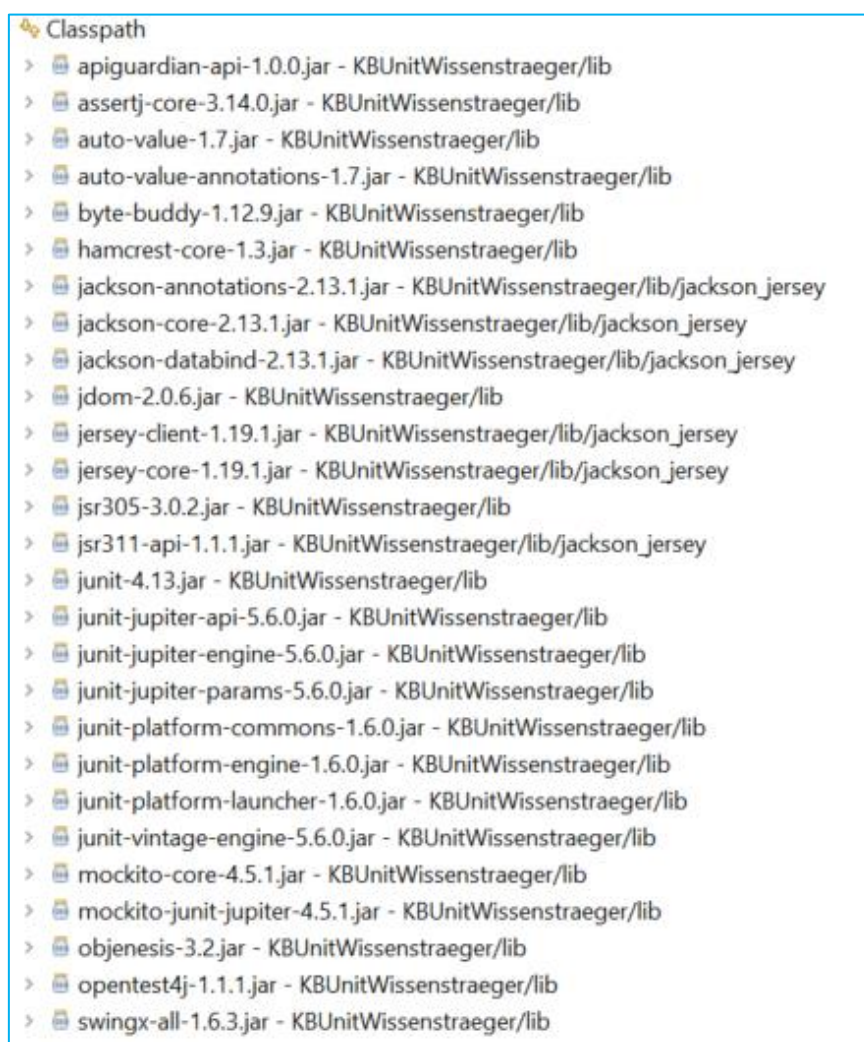 Classpath
apiguardian-api-1.0.0.jar - KBUnitWissenstraeger/lib
assertj-core-3.14.0.jar - KBUnitWissenstraeger/lib
auto-value-1.7.jar - KBUnitWissenstraeger/lib
auto-value-annotations-1.7.jar - KBUnitWissenstraeger/lib
byte-buddy-1.12.9.jar - KBUnitWissenstraeger/lib
hamcrest-core-1.3.jar - KBUnitWissenstraeger/lib
jackson-annotations-2.13.1.jar - KBUnitWissenstraeger/lib/jackson_jersey
jackson-core-2.13.1.jar - KBUnitWissenstraeger/lib/jackson_jersey
jackson-databind-2.13.1.jar - KBUnitWissenstraeger/lib/jackson_jersey
jdom-2.0.6.jar - KBUnitWissenstraeger/lib
jersey-client-1.19.1.jar - KBUnitWissenstraeger/lib/jackson_jersey
jersey-core-1.19.1.jar - KBUnitWissenstraeger/lib/jackson_jersey
jsr305-3.0.2.jar - KBUnitWissenstraeger/lib
jsr311-api-1.1.1.jar - KBUnitWissenstraeger/lib/jackson_jersey
junit-4.13.jar - KBUnitWissenstraeger/lib
junit-jupiter-api-5.6.0.jar - KBUnitWissenstraeger/lib
junit-jupiter-engine-5.6.0.jar - KBUnitWissenstraeger/lib
junit-jupiter-params-5.6.0.jar - KBUnitWissenstraeger/lib
junit-platform-commons-1.6.0.jar - KBUnitWissenstraeger/lib
junit-platform-engine-1.6.0.jar - KBUnitWissenstraeger/lib
junit-platform-launcher-1.6.0.jar - KBUnitWissenstraeger/lib
junit-vintage-engine-5.6.0.jar - KBUnitWissenstraeger/lib
mockito-core-4.5.1.jar - KBUnitWissenstraeger/lib
mockito-junit-jupiter-4.5.1.jar - KBUnitWissenstraeger/lib
objenesis-3.2.jar - KBUnitWissenstraeger/lib
opentest4j-1.1.1.jar - KBUnitWissenstraeger/lib
swingx-all-1.6.3.jar - KBUnitWissenstraeger/lib